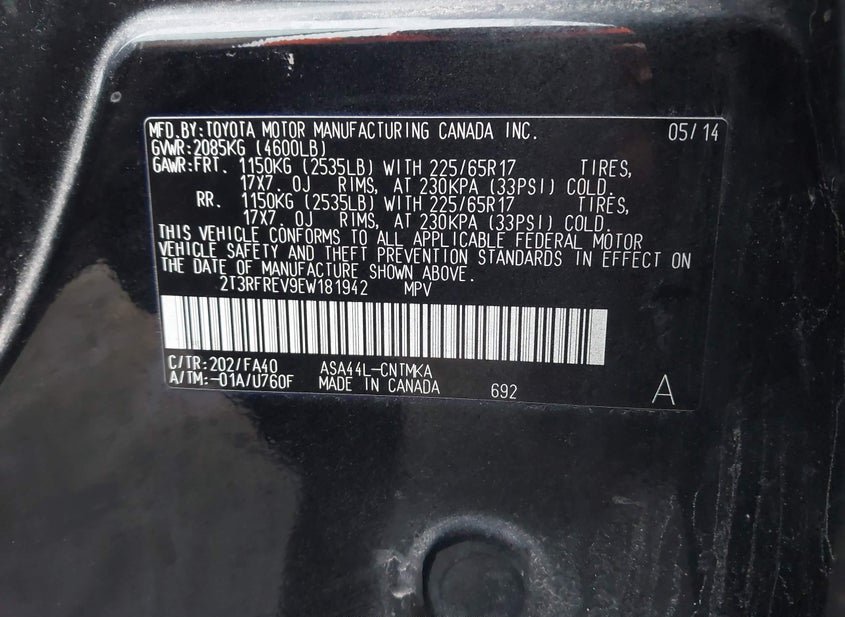 MFD.BY:TOYOTA MOTOR MANUFACTURING CANADA INC. 05/14
GVWR:2085KG (4600LB)
GAWR:FRT. 1150KG (2535LB) WITH 225/65R17 TIRES,
17X7.0J RIMS, AT 230KPA (33PSI) COLD.
RR. 1150KG (2535LB) WITH 225/65R17 TIRES,
17X7.0J RIMS, AT 230KPA (33PSI) COLD.
THIS VEHICLE CONFORMS TO ALL APPLICABLE FEDERAL MOTOR
VEHICLE SAFETY AND THEFT PREVENTION STANDARDS IN EFFECT ON
THE DATE OF MANUFACTURE SHOWN ABOVE.
2T3RFREV9EW181942 MPV
C/TR:202/FA40 ASA44L-CNTMKA
A/TM:-01A/U760F MADE IN CANADA 692 A